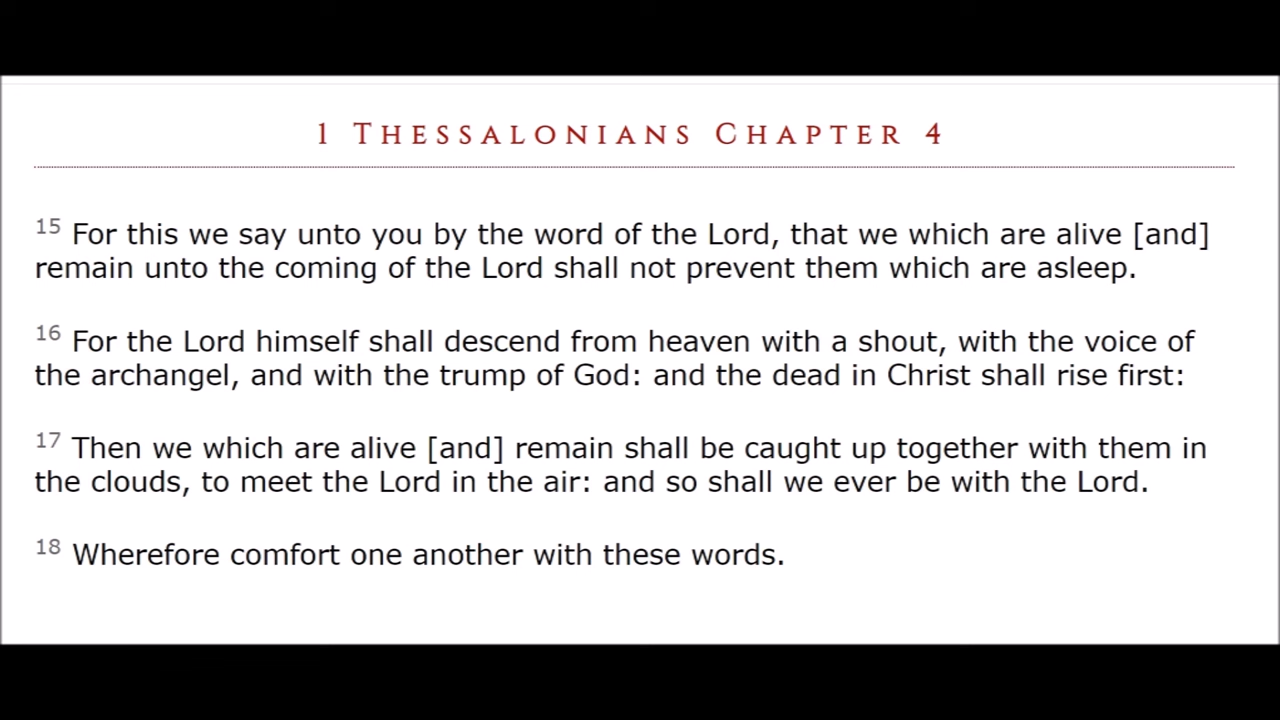 1 Thessalonians Chapter 4
15 For this we say unto you by the word of the Lord, that we which are alive [and]
remain unto the coming of the Lord shall not prevent them which are asleep.
16 For the Lord himself shall descend from heaven with a shout, with the voice of
the archangel, and with the trump of God: and the dead in Christ shall rise first:
17 Then we which are alive [and] remain shall be caught up together with them in
the clouds, to meet the Lord in the air: and so shall we ever be with the Lord.
18 Wherefore comfort one another with these words.